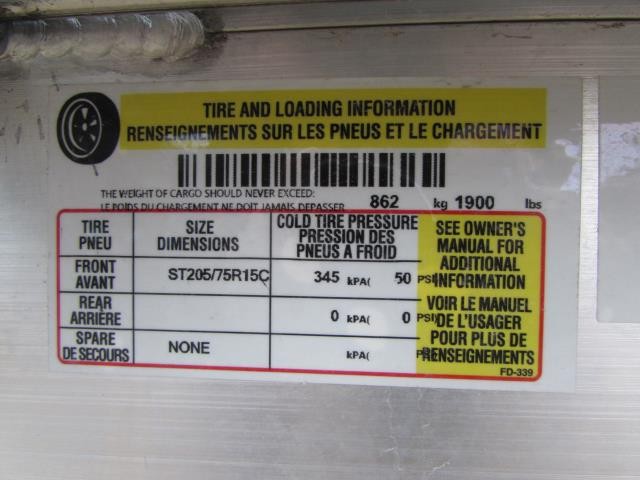 TIRE AND LOADING INFORMATION
RENSEIGNEMENTS SUR LES PNEUS ET LE CHARGEMENT
THE WEIGHT OF CARGO SHOULD NEVER EXCEED:
LE POIDS DU CHARGEMENT NE DOIT JAMAIS DEPASSER 862 kg 1900 lbs
TIRE
PNEU
SIZE
DIMENSIONS
COLD TIRE PRESSURE
PRESSION DES
PNEUS A FROID
SEE OWNER'S
MANUAL FOR
ADDITIONAL
INFORMATION
VOIR LE MANUEL
DE L'USAGER
POUR PLUS DE
RENSEIGNEMENTS
FRONT
AVANT
ST205/75R15C
345 kPA( 50 PSI
REAR
ARRIÈRE
0 kPA( 0 PSI
SPARE
DE SECOURS
NONE
kPA(
FD-339